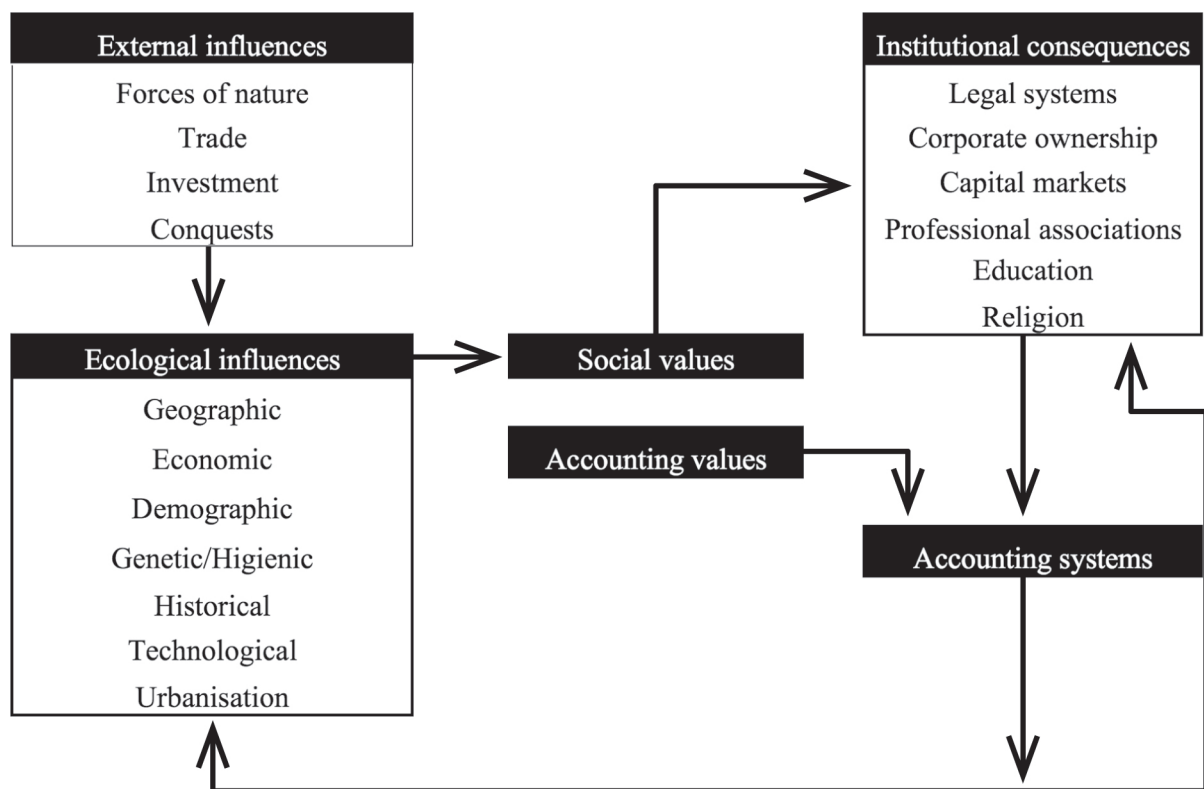 External influences
Forces of nature
Trade
Investment
Conquests
Ecological influences
Geographic
Economic
Demographic
Genetic/Higienic
Historical
Technological
Urbanisation
Social values
Accounting values
Institutional consequences
Legal systems
Corporate ownership
Capital markets
Professional associations
Education
Religion
Accounting systems